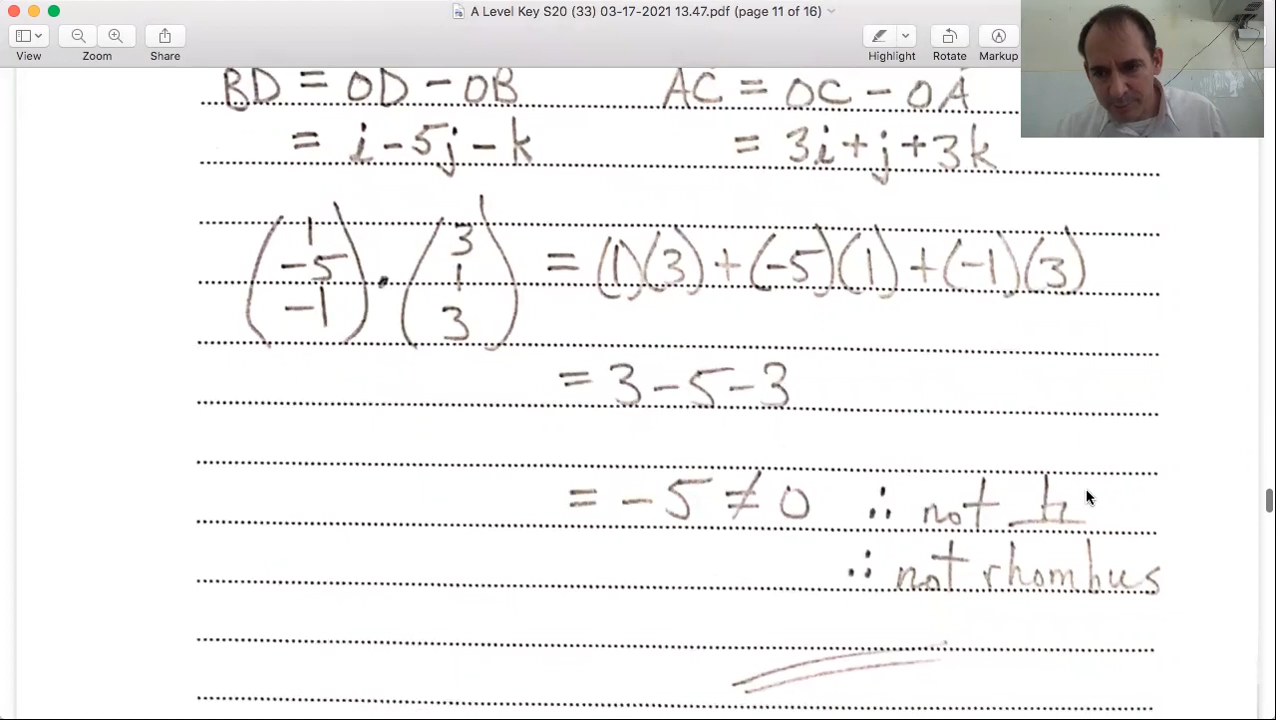 A Level Key S20 (33) 03-17-2021 13.47.pdf (page 11 of 16)
View Zoom Share Highlight Rotate Markup
BD = OD - OB AC = OC - OA
= i - 5j - k = 3i + j + 3k
(1 -5 -1) · (3 1 3) = (1)(3) + (-5)(1) + (-1)(3)
= 3 - 5 - 3
= -5 ≠ 0 ∴ not ⊥
∴ not rhombus